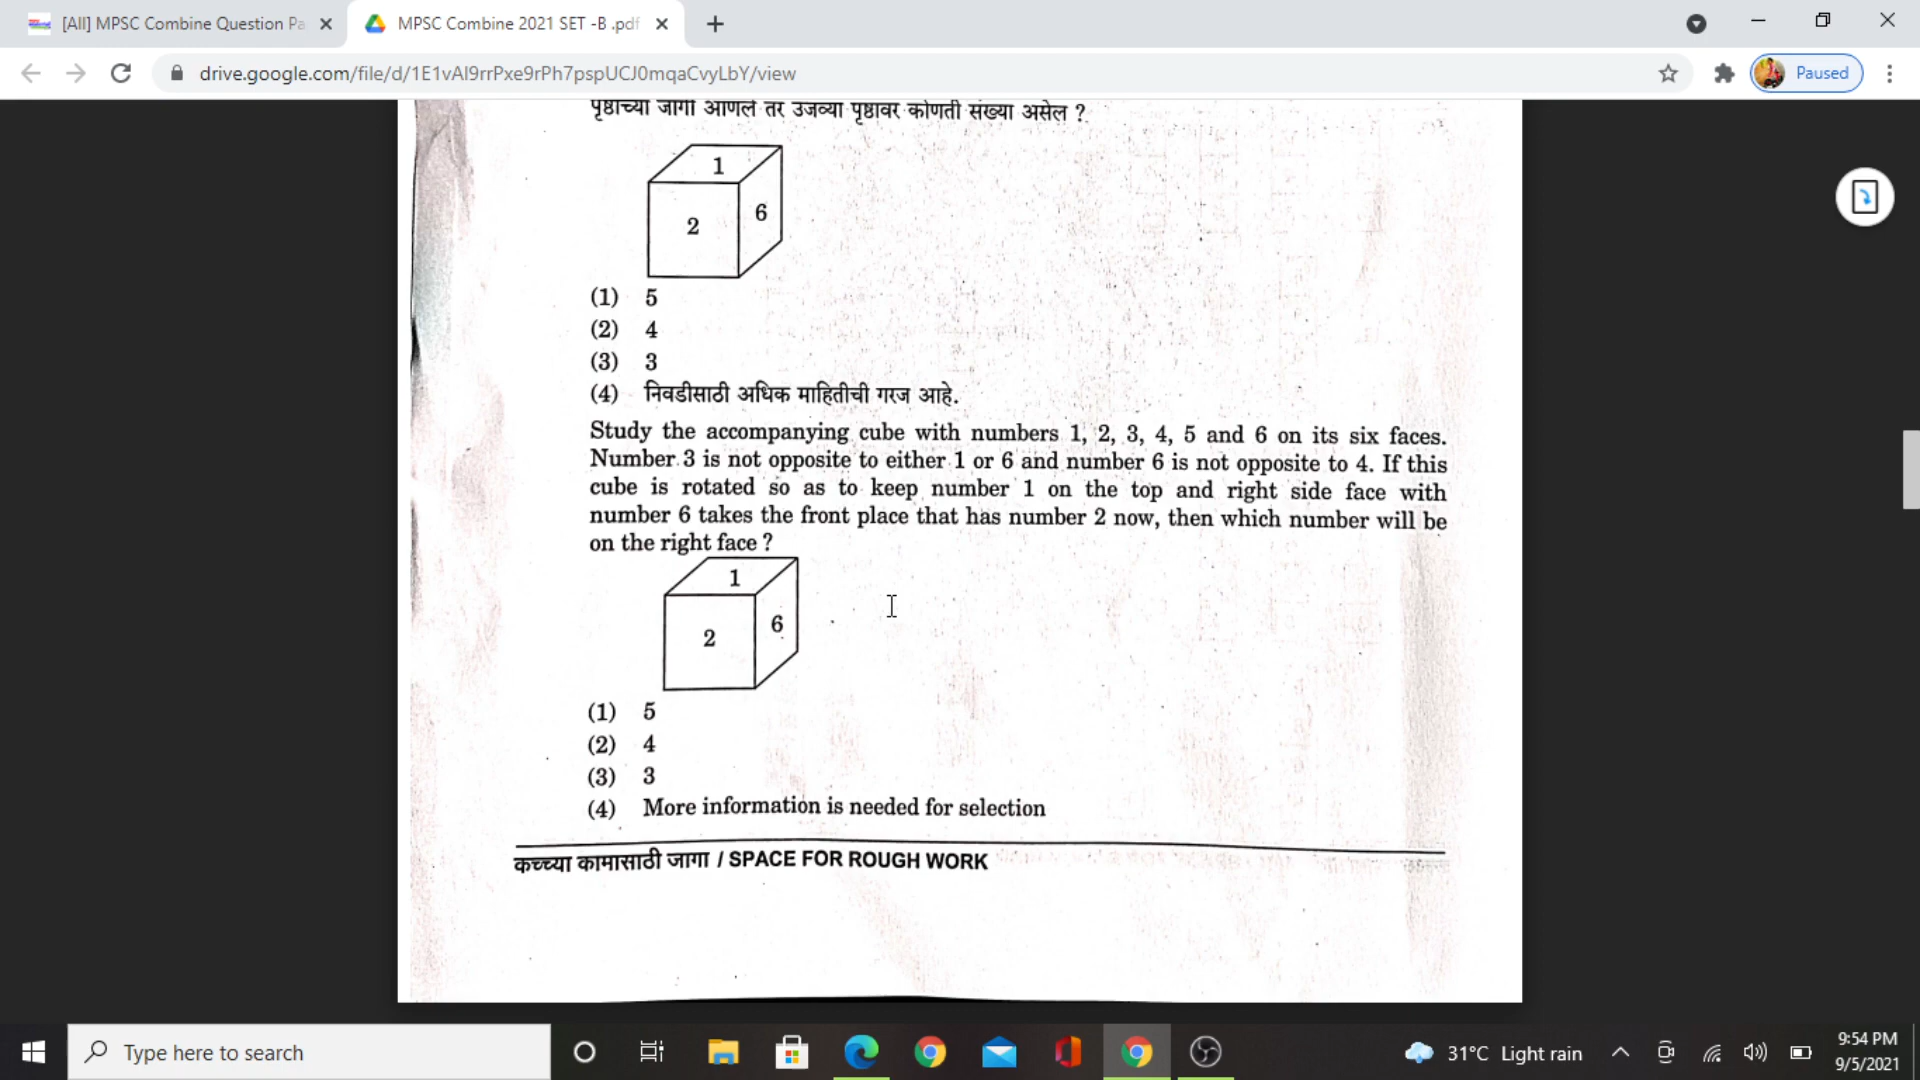 [All] MPSC Combine Question Pa
MPSC Combine 2021 SET -B .pdf
drive.google.com/file/d/1E1vAI9rrPxe9rPh7pspUCJ0mqaCvyLbY/view
Paused
पृष्ठाच्या जागी आणले तर उजव्या पृष्ठावर कोणती संख्या असेल ?
1
2
6
(1) 5
(2) 4
(3) 3
(4) निवडीसाठी अधिक माहितीची गरज आहे.
Study the accompanying cube with numbers 1, 2, 3, 4, 5 and 6 on its six faces.
Number 3 is not opposite to either 1 or 6 and number 6 is not opposite to 4. If this
cube is rotated so as to keep number 1 on the top and right side face with
number 6 takes the front place that has number 2 now, then which number will be
on the right face ?
1
2
6
(1) 5
(2) 4
(3) 3
(4) More information is needed for selection
कच्च्या कामासाठी जागा / SPACE FOR ROUGH WORK
Type here to search
31°C Light rain
9:54 PM
9/5/2021